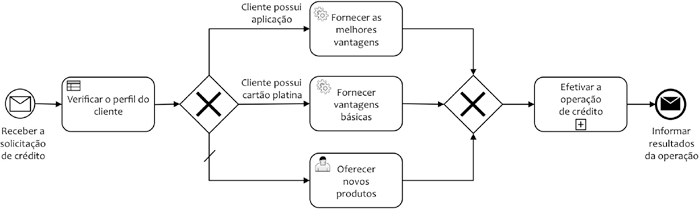 Cliente possui
aplicação
Fornecer as
melhores
vantagens
Receber a
solicitação
de crédito
Verificar o perfil do
cliente
Cliente possui
cartão platina
Fornecer
vantagens
básicas
Efetivar a
operação
de crédito
Informar
resultados
da operação
Oferecer
novos
produtos